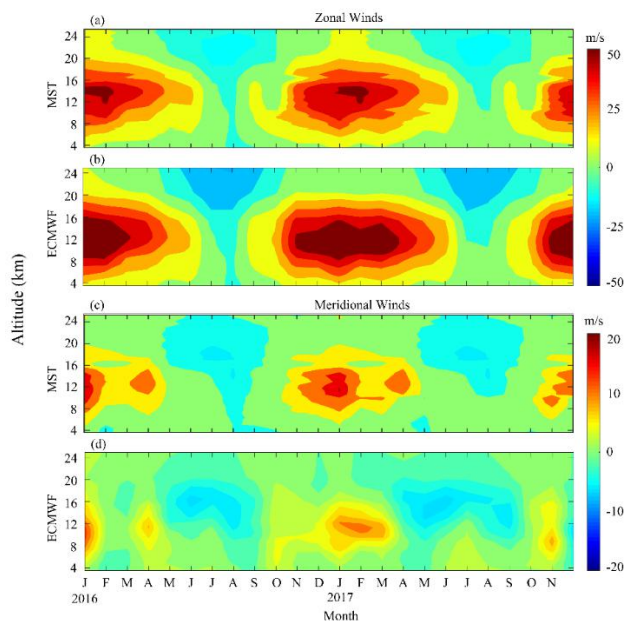 (a)
Zonal Winds
m/s
24
20
16
12
8
4
MST
50
25
0
-25
-50
(b)
24
20
16
12
8
4
ECMWF
Altitude (km)
(c)
Meridional Winds
m/s
24
20
16
12
8
4
MST
20
10
0
-10
-20
(d)
24
20
16
12
8
4
ECMWF
J F M A M J J A S O N D J F M A M J J A S O N
2016 2017
Month